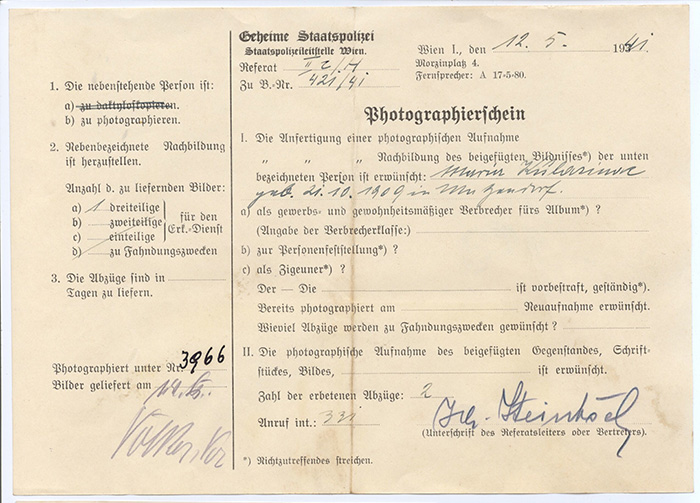 Geheime Staatspolizei
Staatspolizeileitstelle Wien.
Referat II
Zu B.-Nr. 421/41
Wien I., den 12. 5. 1941
Morzinplatz 4.
Fernsprecher: A 17-5-80.
1. Die nebenstehende Person ist:
a) zu daktyloskopieren.
b) zu photographieren.
2. Nebenbezeichnete Nachbildung
ist herzustellen.
Anzahl d. zu liefernden Bilder:
a) 1 dreiteilige
b) zweiteilige
c) einteilige
für den
Erk.-Dienst
d) zu Fahndungszwecken
3. Die Abzüge sind in
Tagen zu liefern.
Photographiert unter Nr. 3966
Bilder geliefert am
Photographierschein
I. Die Anfertigung einer photographischen Aufnahme
" " Nachbildung des beigefügten Bildnisses*) der unten
bezeichneten Person ist erwünscht: Maria
geb. 21. 10. 1909 in
a) als gewerbs- und gewohnheitsmäßiger Verbrecher fürs Album*) ?
(Angabe der Verbrecherklasse:)
b) zur Personenfeststellung*) ?
c) als Zigeuner*) ?
Der — Die ist vorbestraft, geständig*).
Bereits photographiert am Neuaufnahme erwünscht.
Wieviel Abzüge werden zu Fahndungszwecken gewünscht ?
II. Die photographische Aufnahme des beigefügten Gegenstandes, Schrift-
stückes, Bildes, ist erwünscht.
Zahl der erbetenen Abzüge: 2
Anruf int.: 331
(Unterschrift des Referatsleiters oder Vertreters).
*) Nichtzutreffendes streichen.